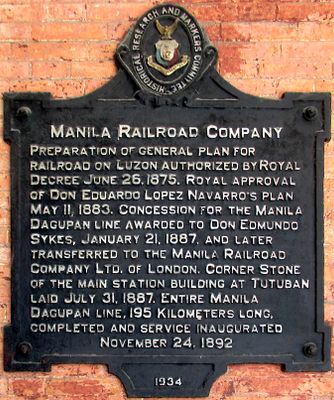 HISTORICAL RESEARCH AND MARKERS COMMITTEE
MANILA RAILROAD COMPANY
PREPARATION OF GENERAL PLAN FOR
RAILROAD ON LUZON AUTHORIZED BY ROYAL
DECREE JUNE 26, 1875. ROYAL APPROVAL
OF DON EDUARDO LOPEZ NAVARRO'S PLAN
MAY 11, 1883. CONCESSION FOR THE MANILA
DAGUPAN LINE AWARDED TO DON EDMUNDO
SYKES, JANUARY 21, 1887, AND LATER
TRANSFERRED TO THE MANILA RAILROAD
COMPANY LTD. OF LONDON. CORNER STONE
OF THE MAIN STATION BUILDING AT TUTUBAN
LAID JULY 31, 1887. ENTIRE MANILA
DAGUPAN LINE, 195 KILOMETERS LONG,
COMPLETED AND SERVICE INAUGURATED
NOVEMBER 24, 1892
1934